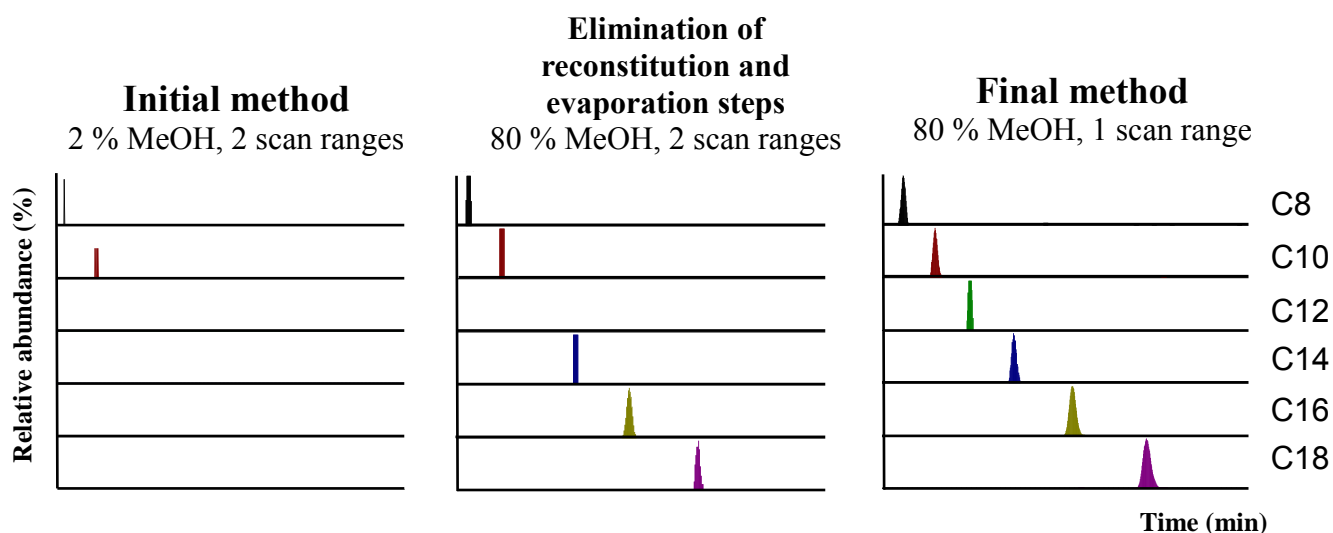 Initial method
2 % MeOH, 2 scan ranges
Elimination of
reconstitution and
evaporation steps
80 % MeOH, 2 scan ranges
Final method
80 % MeOH, 1 scan range
Relative abundance (%)
C8
C10
C12
C14
C16
C18
Time (min)